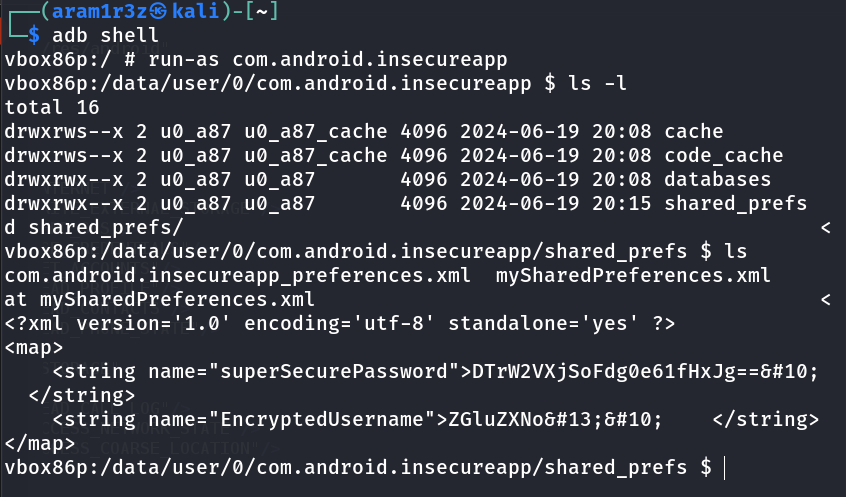 ┌──(aram1r3z㉿kali)-[~]
└─$ adb shell
vbox86p:/ # run-as com.android.insecureapp
vbox86p:/data/user/0/com.android.insecureapp $ ls -l
total 16
drwxrws--x 2 u0_a87 u0_a87_cache 4096 2024-06-19 20:08 cache
drwxrws--x 2 u0_a87 u0_a87_cache 4096 2024-06-19 20:08 code_cache
drwxrwx--x 2 u0_a87 u0_a87       4096 2024-06-19 20:08 databases
drwxrwx--x 2 u0_a87 u0_a87       4096 2024-06-19 20:15 shared_prefs
d shared_prefs/                                                     <
vbox86p:/data/user/0/com.android.insecureapp/shared_prefs $ ls
com.android.insecureapp_preferences.xml  mySharedPreferences.xml
at mySharedPreferences.xml                                          <
<?xml version='1.0' encoding='utf-8' standalone='yes' ?>
<map>
    <string name="superSecurePassword">DTrW2VXjSoFdg0e61fHxJg==&#10;
  </string>
    <string name="EncryptedUsername">ZGluZXNo&#13;&#10;    </string>
</map>
vbox86p:/data/user/0/com.android.insecureapp/shared_prefs $